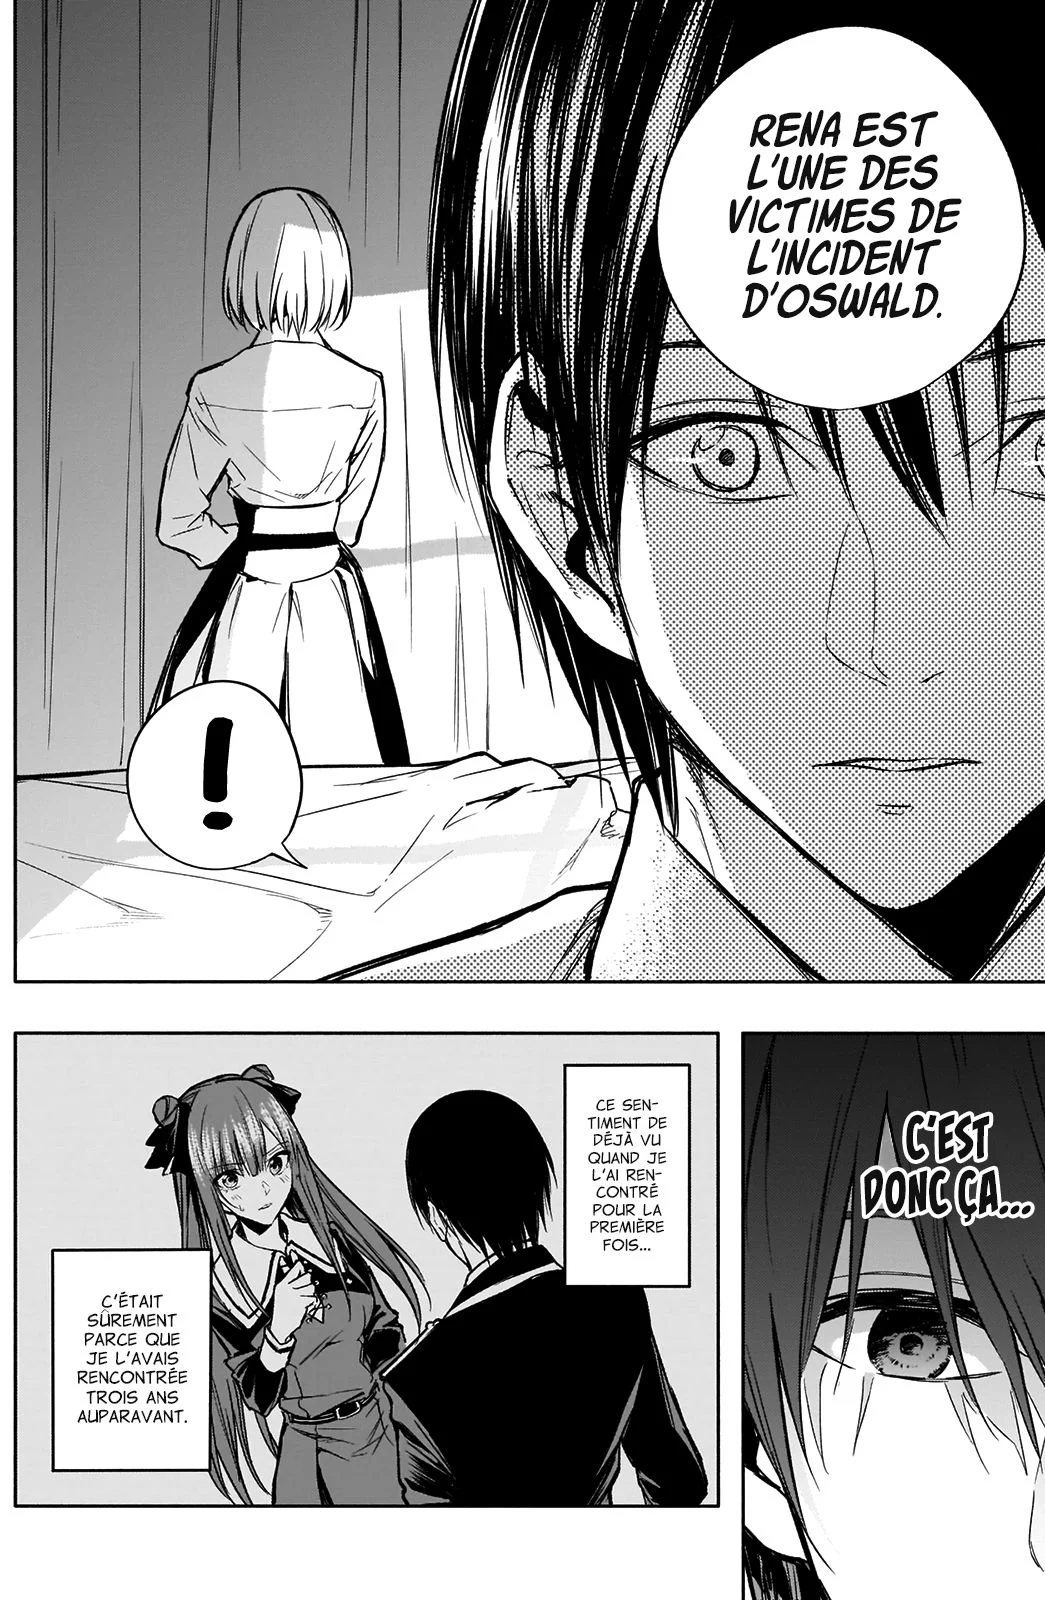 RENA EST
L'UNE DES
VICTIMES DE
L'INCIDENT
D'OSWALD.
!
C'EST
DONC ÇA...
CE SEN-
TIMENT DE
DÉJÀ VU
QUAND JE
L'AI REN-
CONTRÉ
POUR LA
PREMIÈRE
FOIS...
C'ÉTAIT
SÛREMENT
PARCE QUE
JE L'AVAIS
RENCONTRÉE
TROIS ANS
AUPARAVANT.